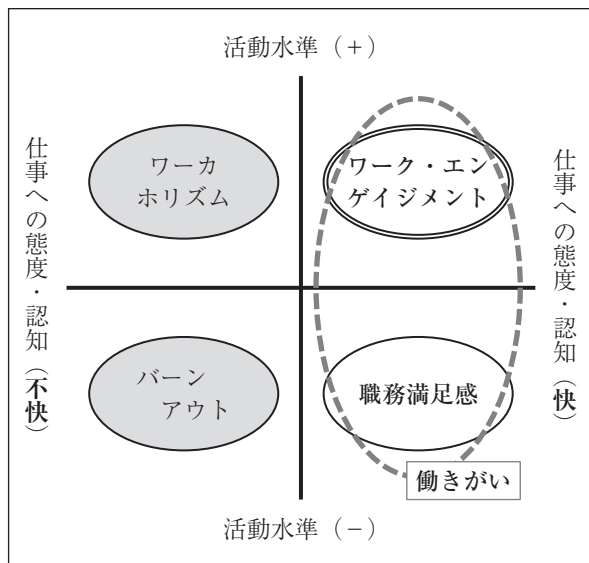 活動水準(+)
仕事への態度・認知(不快)
ワーカ
ホリズム
ワーク・エン
ゲイジメント
仕事への態度・認知(快)
バーン
アウト
職務満足感
働きがい
活動水準(−)